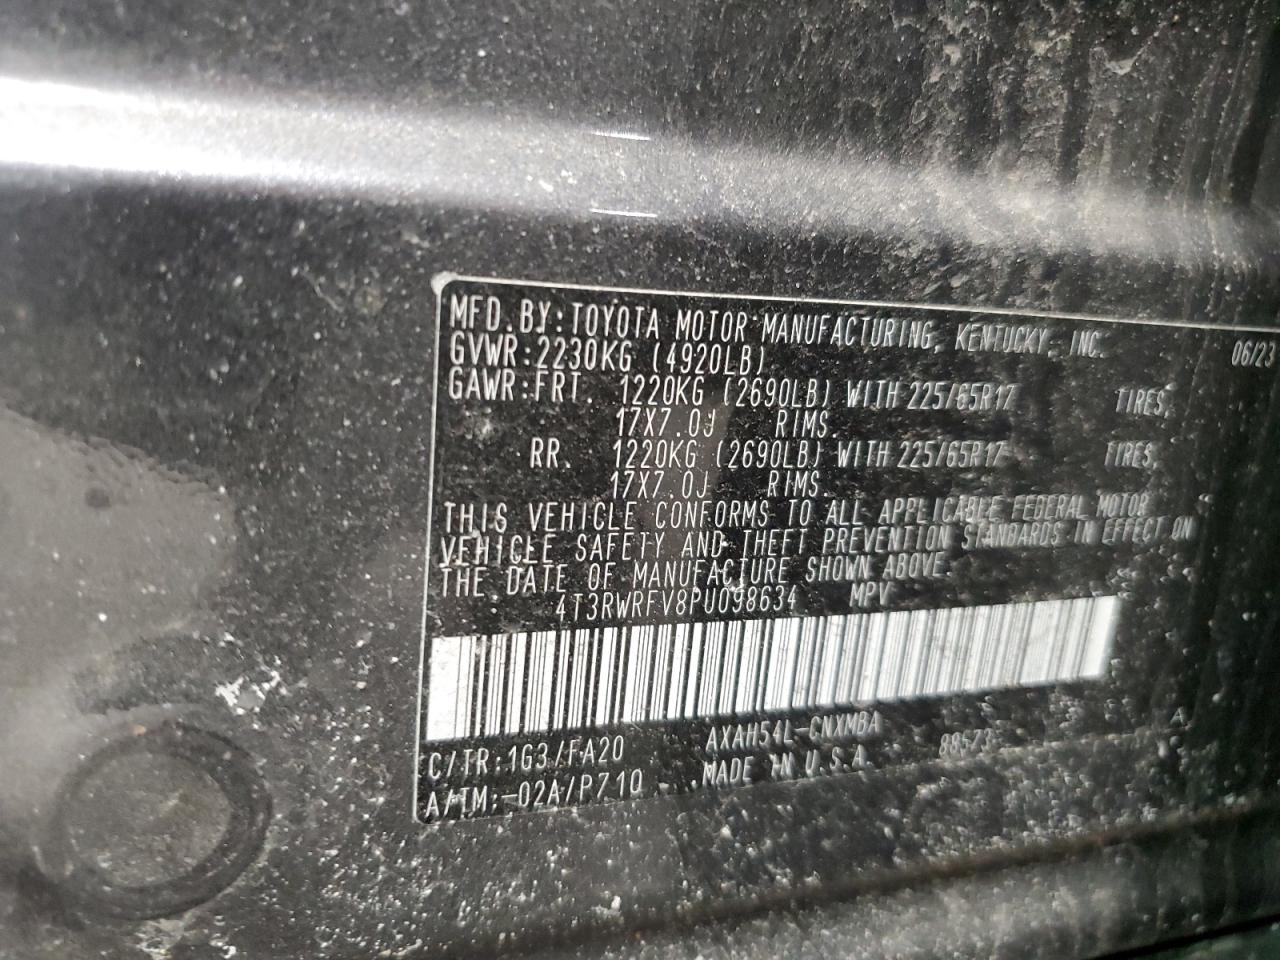 MFD. BY: TOYOTA MOTOR MANUFACTURING, KENTUCKY, INC. 06/23
GVWR: 2230KG (4920LB)
GAWR: FRT. 1220KG (2690LB) WITH 225/65R17 TIRES,
17X7.0J RIMS.
RR. 1220KG (2690LB) WITH 225/65R17 TIRES,
17X7.0J RIMS.
THIS VEHICLE CONFORMS TO ALL APPLICABLE FEDERAL MOTOR
VEHICLE SAFETY AND THEFT PREVENTION STANDARDS IN EFFECT ON
THE DATE OF MANUFACTURE SHOWN ABOVE.
4T3RWRFV8PU098634 MPV
C/TR: 1G3/FA20 AXAH54L-CNXMBA A
A/TM: -02A/P710 MADE IN U.S.A. 88573